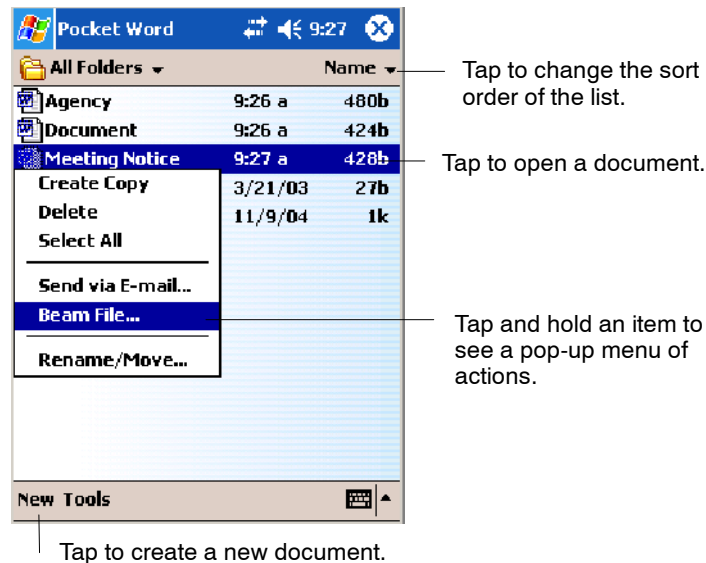 Pocket Word 9:27
All Folders Name
Tap to change the sort
order of the list.
Agency 9:26 a 480b
Document 9:26 a 424b
Meeting Notice 9:27 a 428b
Tap to open a document.
Create Copy 3/21/03 27b
Delete 11/9/04 1k
Select All
Send via E-mail...
Beam File...
Tap and hold an item to
see a pop-up menu of
actions.
Rename/Move...
New Tools
Tap to create a new document.